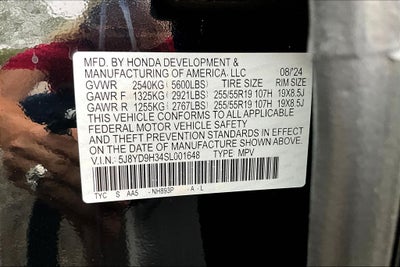 MFD. BY HONDA DEVELOPMENT &
MANUFACTURING OF AMERICA, LLC 08/24
GVWR 2540KG (5600LBS) TIRE SIZE RIM SIZE
GAWR F 1325KG (2921LBS) 255/55R19 107H 19X8.5J
GAWR R 1255KG (2767LBS) 255/55R19 107H 19X8.5J
THIS VEHICLE CONFORMS TO ALL APPLICABLE
FEDERAL MOTOR VEHICLE SAFETY
AND THEFT PREVENTION STANDARDS IN EFFECT
ON THE DATE OF MANUFACTURE SHOWN ABOVE.
V.I.N.: 5J8YD9H34SL001648 TYPE: MPV
TYC S AA5 -NH893P A - L